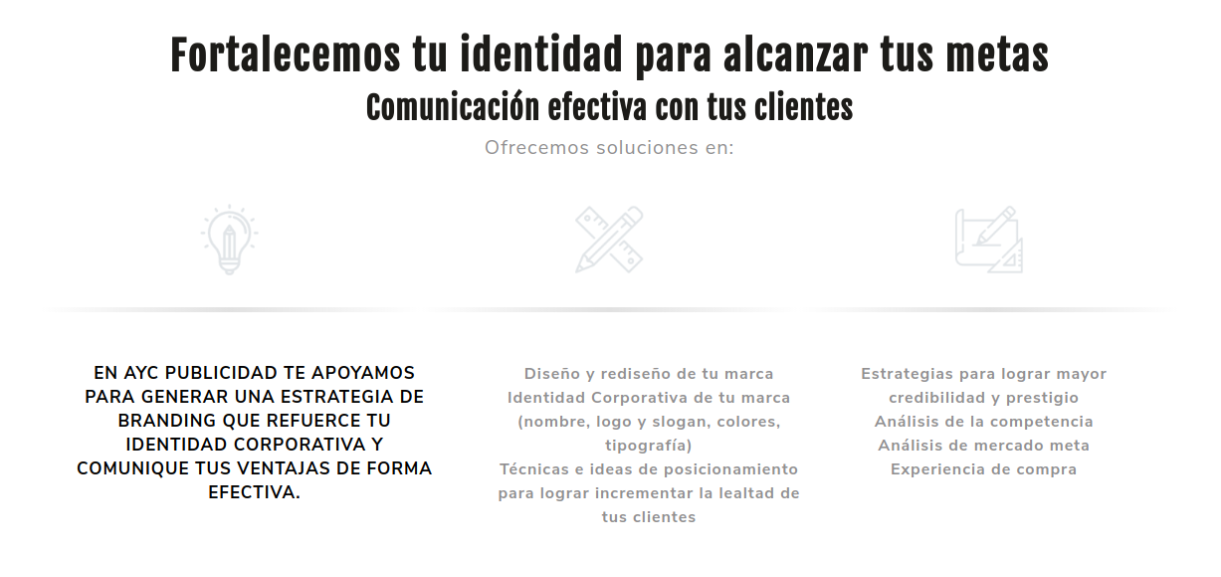 Fortalecemos tu identidad para alcanzar tus metas
Comunicación efectiva con tus clientes
Ofrecemos soluciones en:
EN AYC PUBLICIDAD TE APOYAMOS
PARA GENERAR UNA ESTRATEGIA DE
BRANDING QUE REFUERCE TU
IDENTIDAD CORPORATIVA Y
COMUNIQUE TUS VENTAJAS DE FORMA
EFECTIVA.
Diseño y rediseño de tu marca
Identidad Corporativa de tu marca
(nombre, logo y slogan, colores,
tipografía)
Técnicas e ideas de posicionamiento
para lograr incrementar la lealtad de
tus clientes
Estrategias para lograr mayor
credibilidad y prestigio
Análisis de la competencia
Análisis de mercado meta
Experiencia de compra